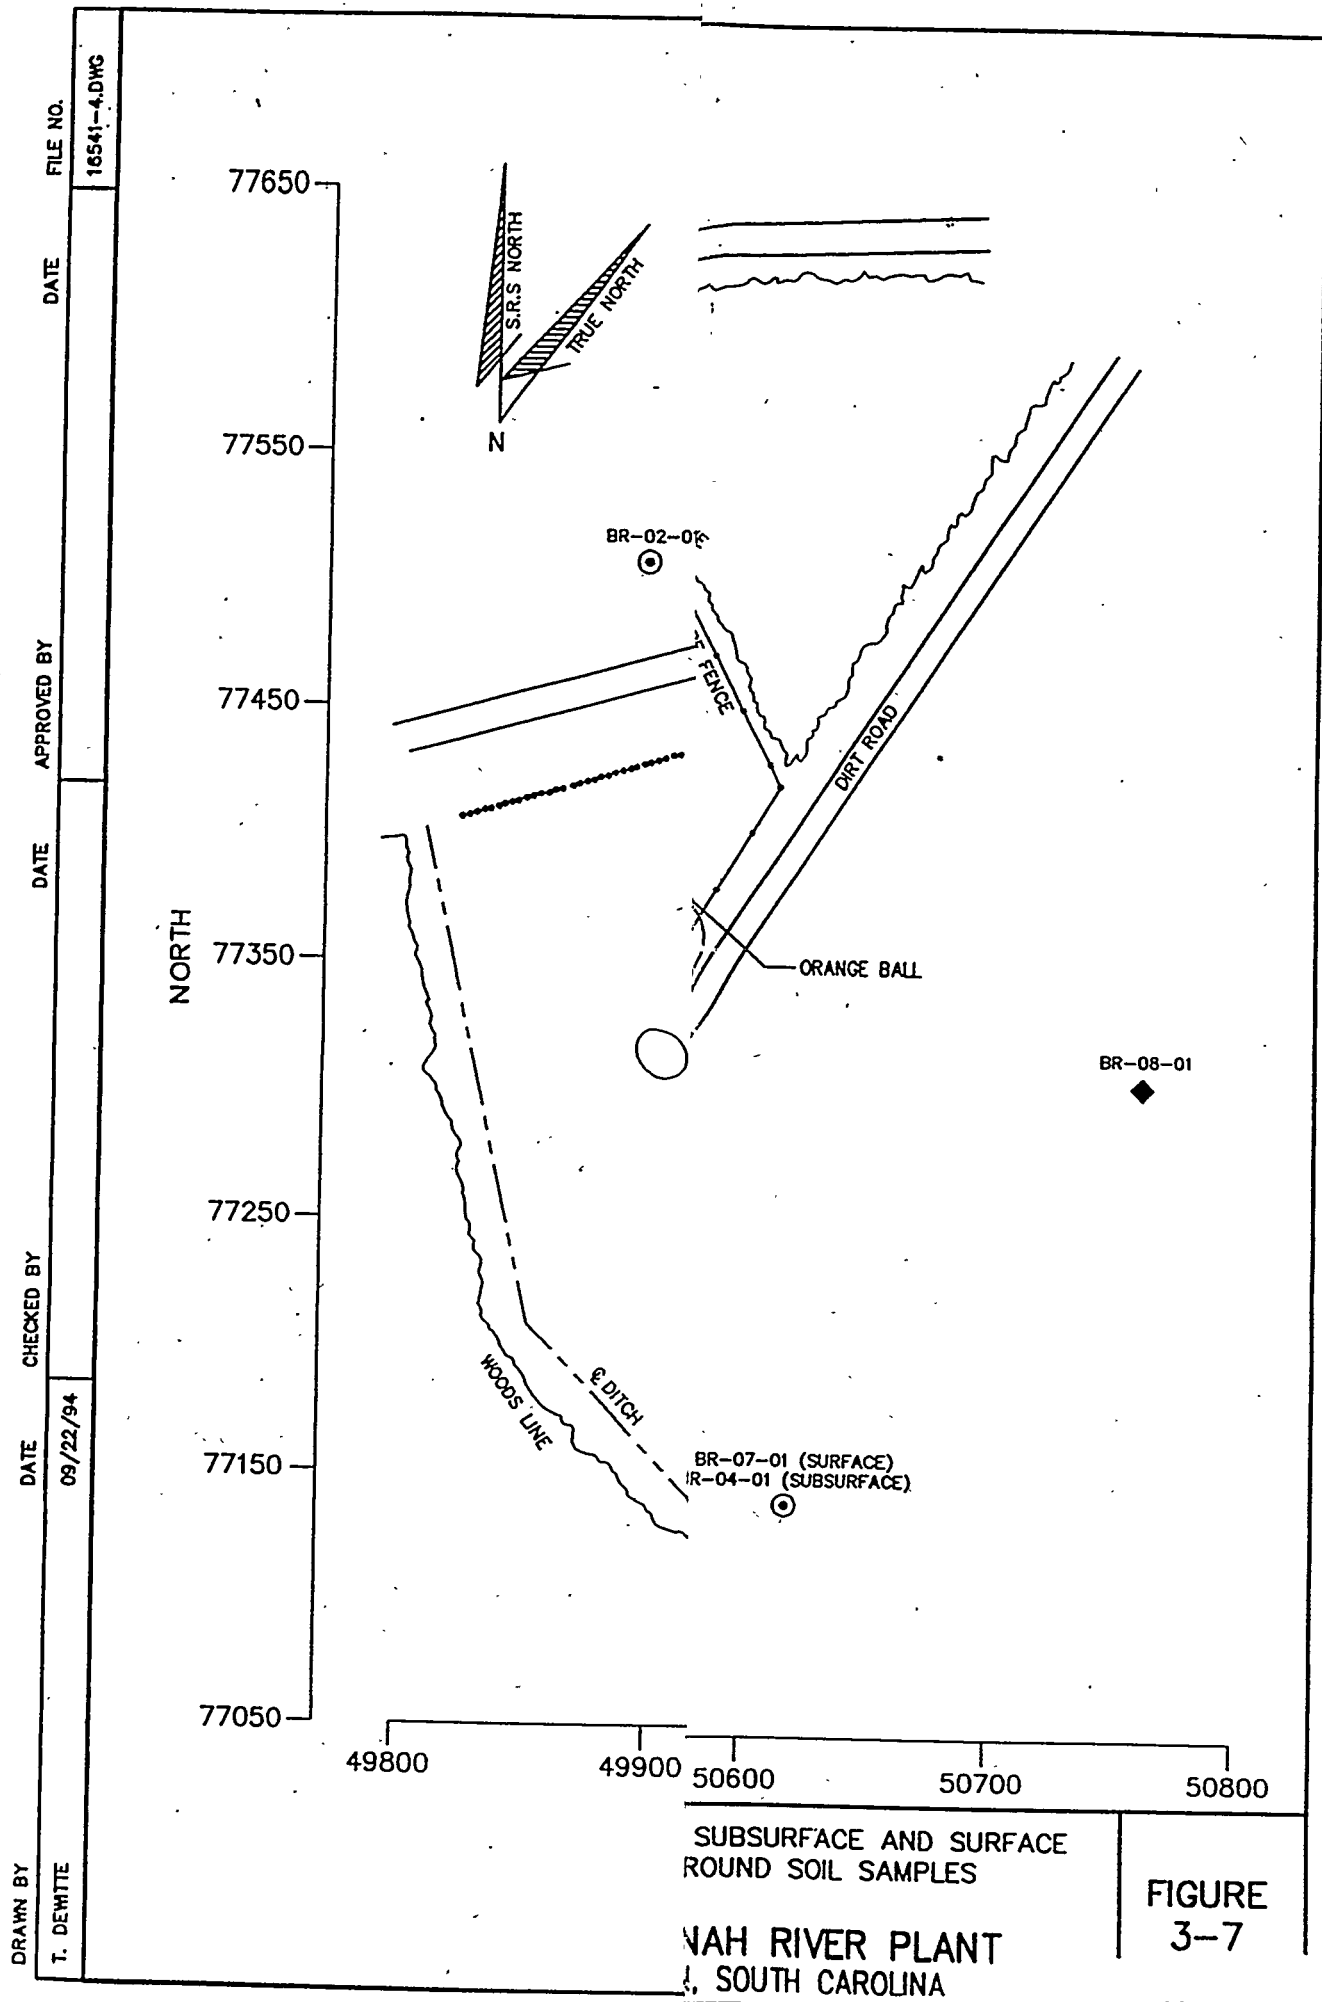 FILE NO.
16541-4.DWG
DATE
APPROVED BY
DATE
CHECKED BY
DATE
09/22/94
DRAWN BY
T. DEWITTE
77650
77550
77450
77350
77250
77150
77050
NORTH
S.R.S NORTH
TRUE NORTH
N
BR-02-01
FENCE
DIRT ROAD
ORANGE BALL
BR-08-01
WOODS LINE
℄ DITCH
BR-07-01 (SURFACE)
R-04-01 (SUBSURFACE)
49800
49900
50600
50700
50800
SUBSURFACE AND SURFACE
ROUND SOIL SAMPLES
NAH RIVER PLANT
, SOUTH CAROLINA
FIGURE
3-7